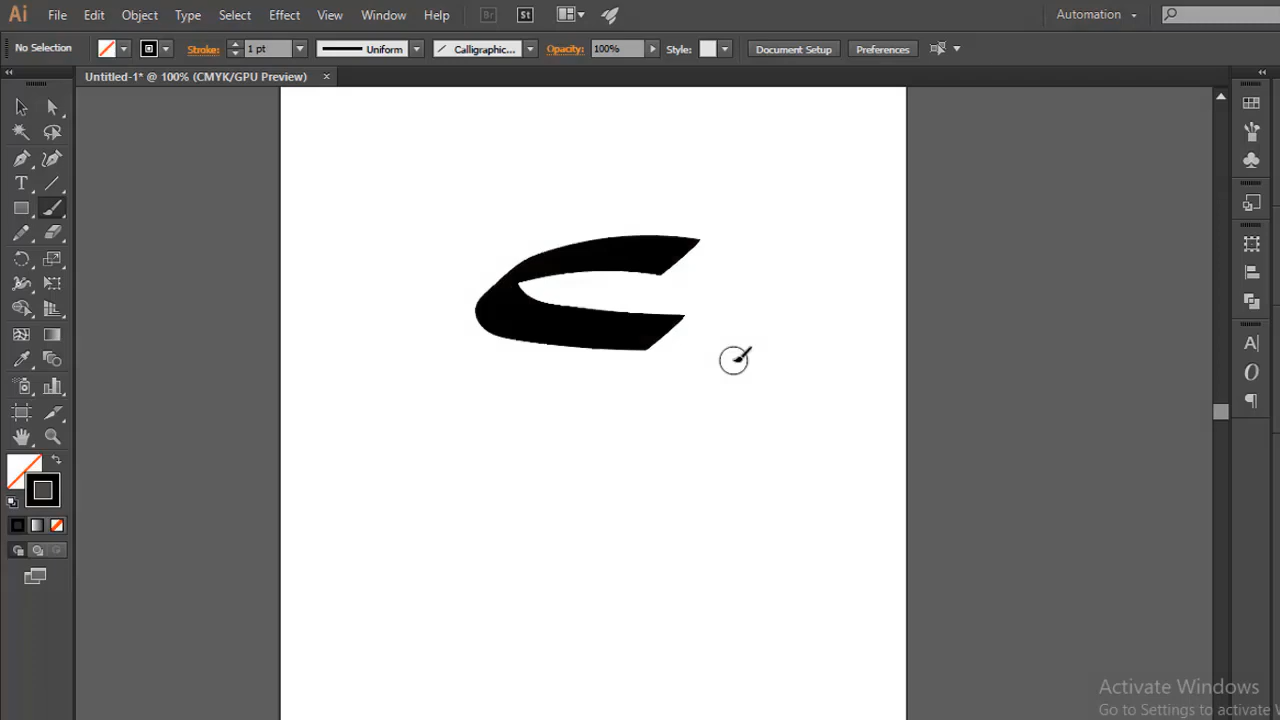 Ai File Edit Object Type Select Effect View Window Help Br St Automation
No Selection Stroke: 1 pt Uniform Calligraphic... Opacity: 100% Style: Document Setup Preferences
Untitled-1* @ 100% (CMYK/GPU Preview) ×
Activate Windows
Go to Settings to activate